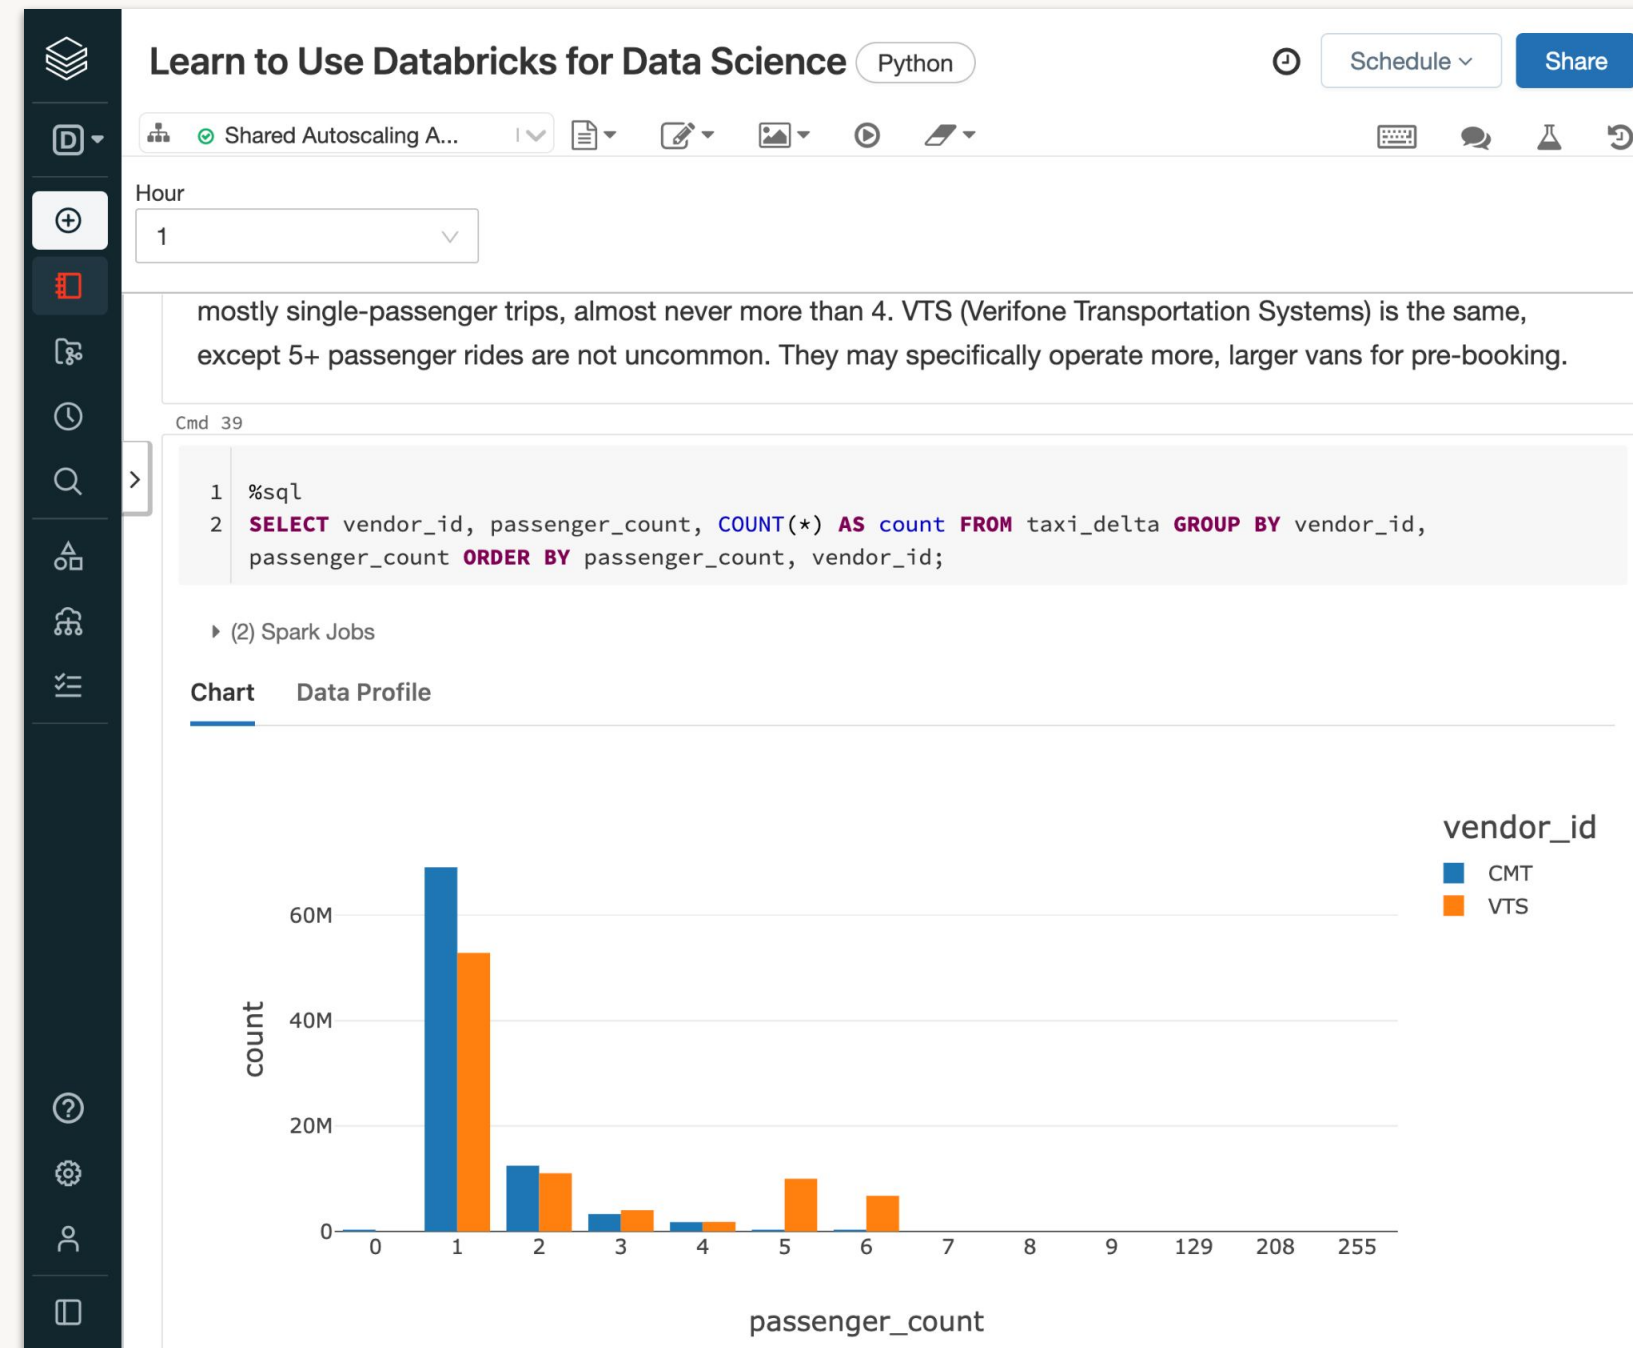 Learn to Use Databricks for Data Science
Python
Schedule
Share
D
Shared Autoscaling A...
Hour
1
mostly single-passenger trips, almost never more than 4. VTS (Verifone Transportation Systems) is the same,
except 5+ passenger rides are not uncommon. They may specifically operate more, larger vans for pre-booking.
Cmd 39
1 %sql
2 SELECT vendor_id, passenger_count, COUNT(*) AS count FROM taxi_delta GROUP BY vendor_id,
passenger_count ORDER BY passenger_count, vendor_id;
(2) Spark Jobs
Chart Data Profile
vendor_id
CMT
VTS
60M
40M
20M
0
count
0 1 2 3 4 5 6 7 8 9 129 208 255
passenger_count